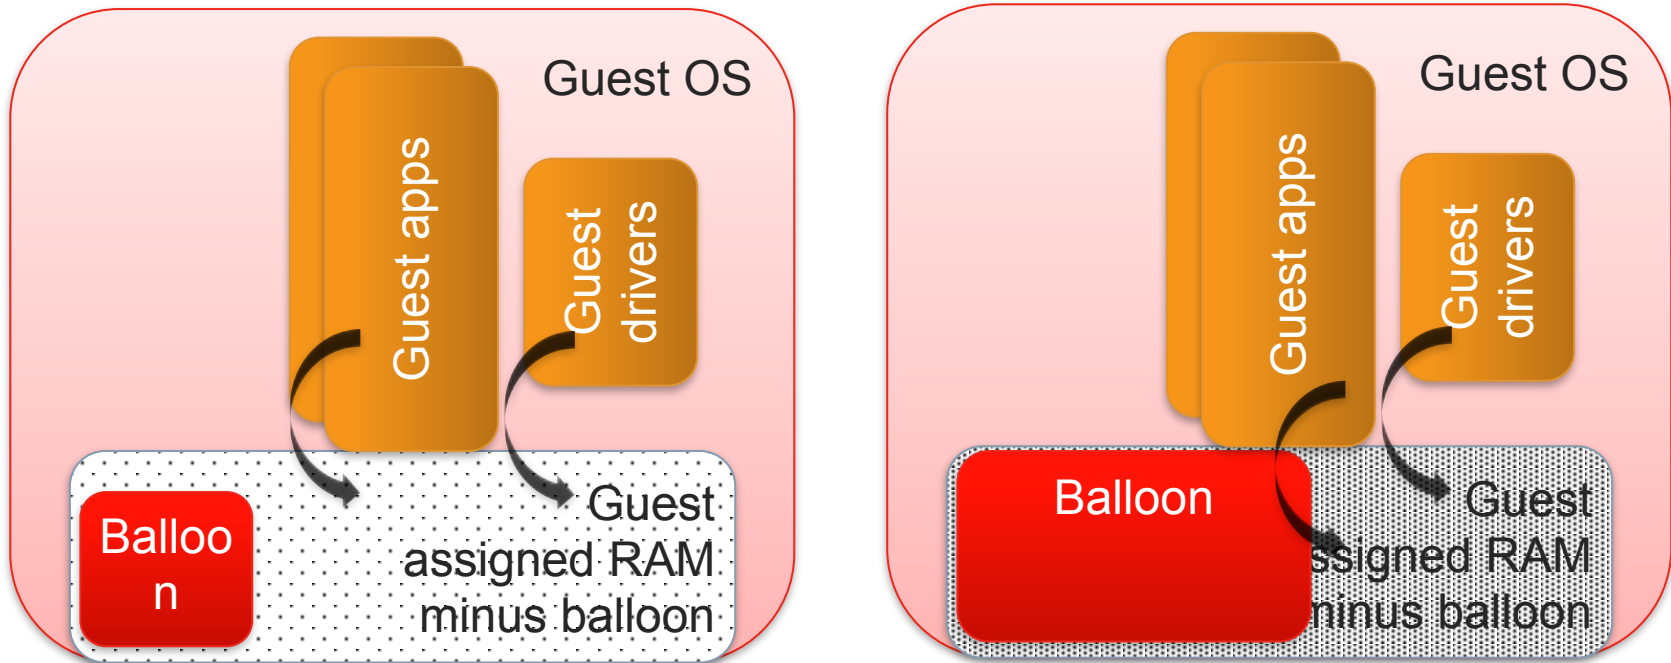 Guest OS
Guest apps
Guest
drivers
Balloo
n
Guest
assigned RAM
minus balloon
Guest OS
Guest apps
Guest
drivers
Balloon
Guest
ssigned RAM
minus balloon